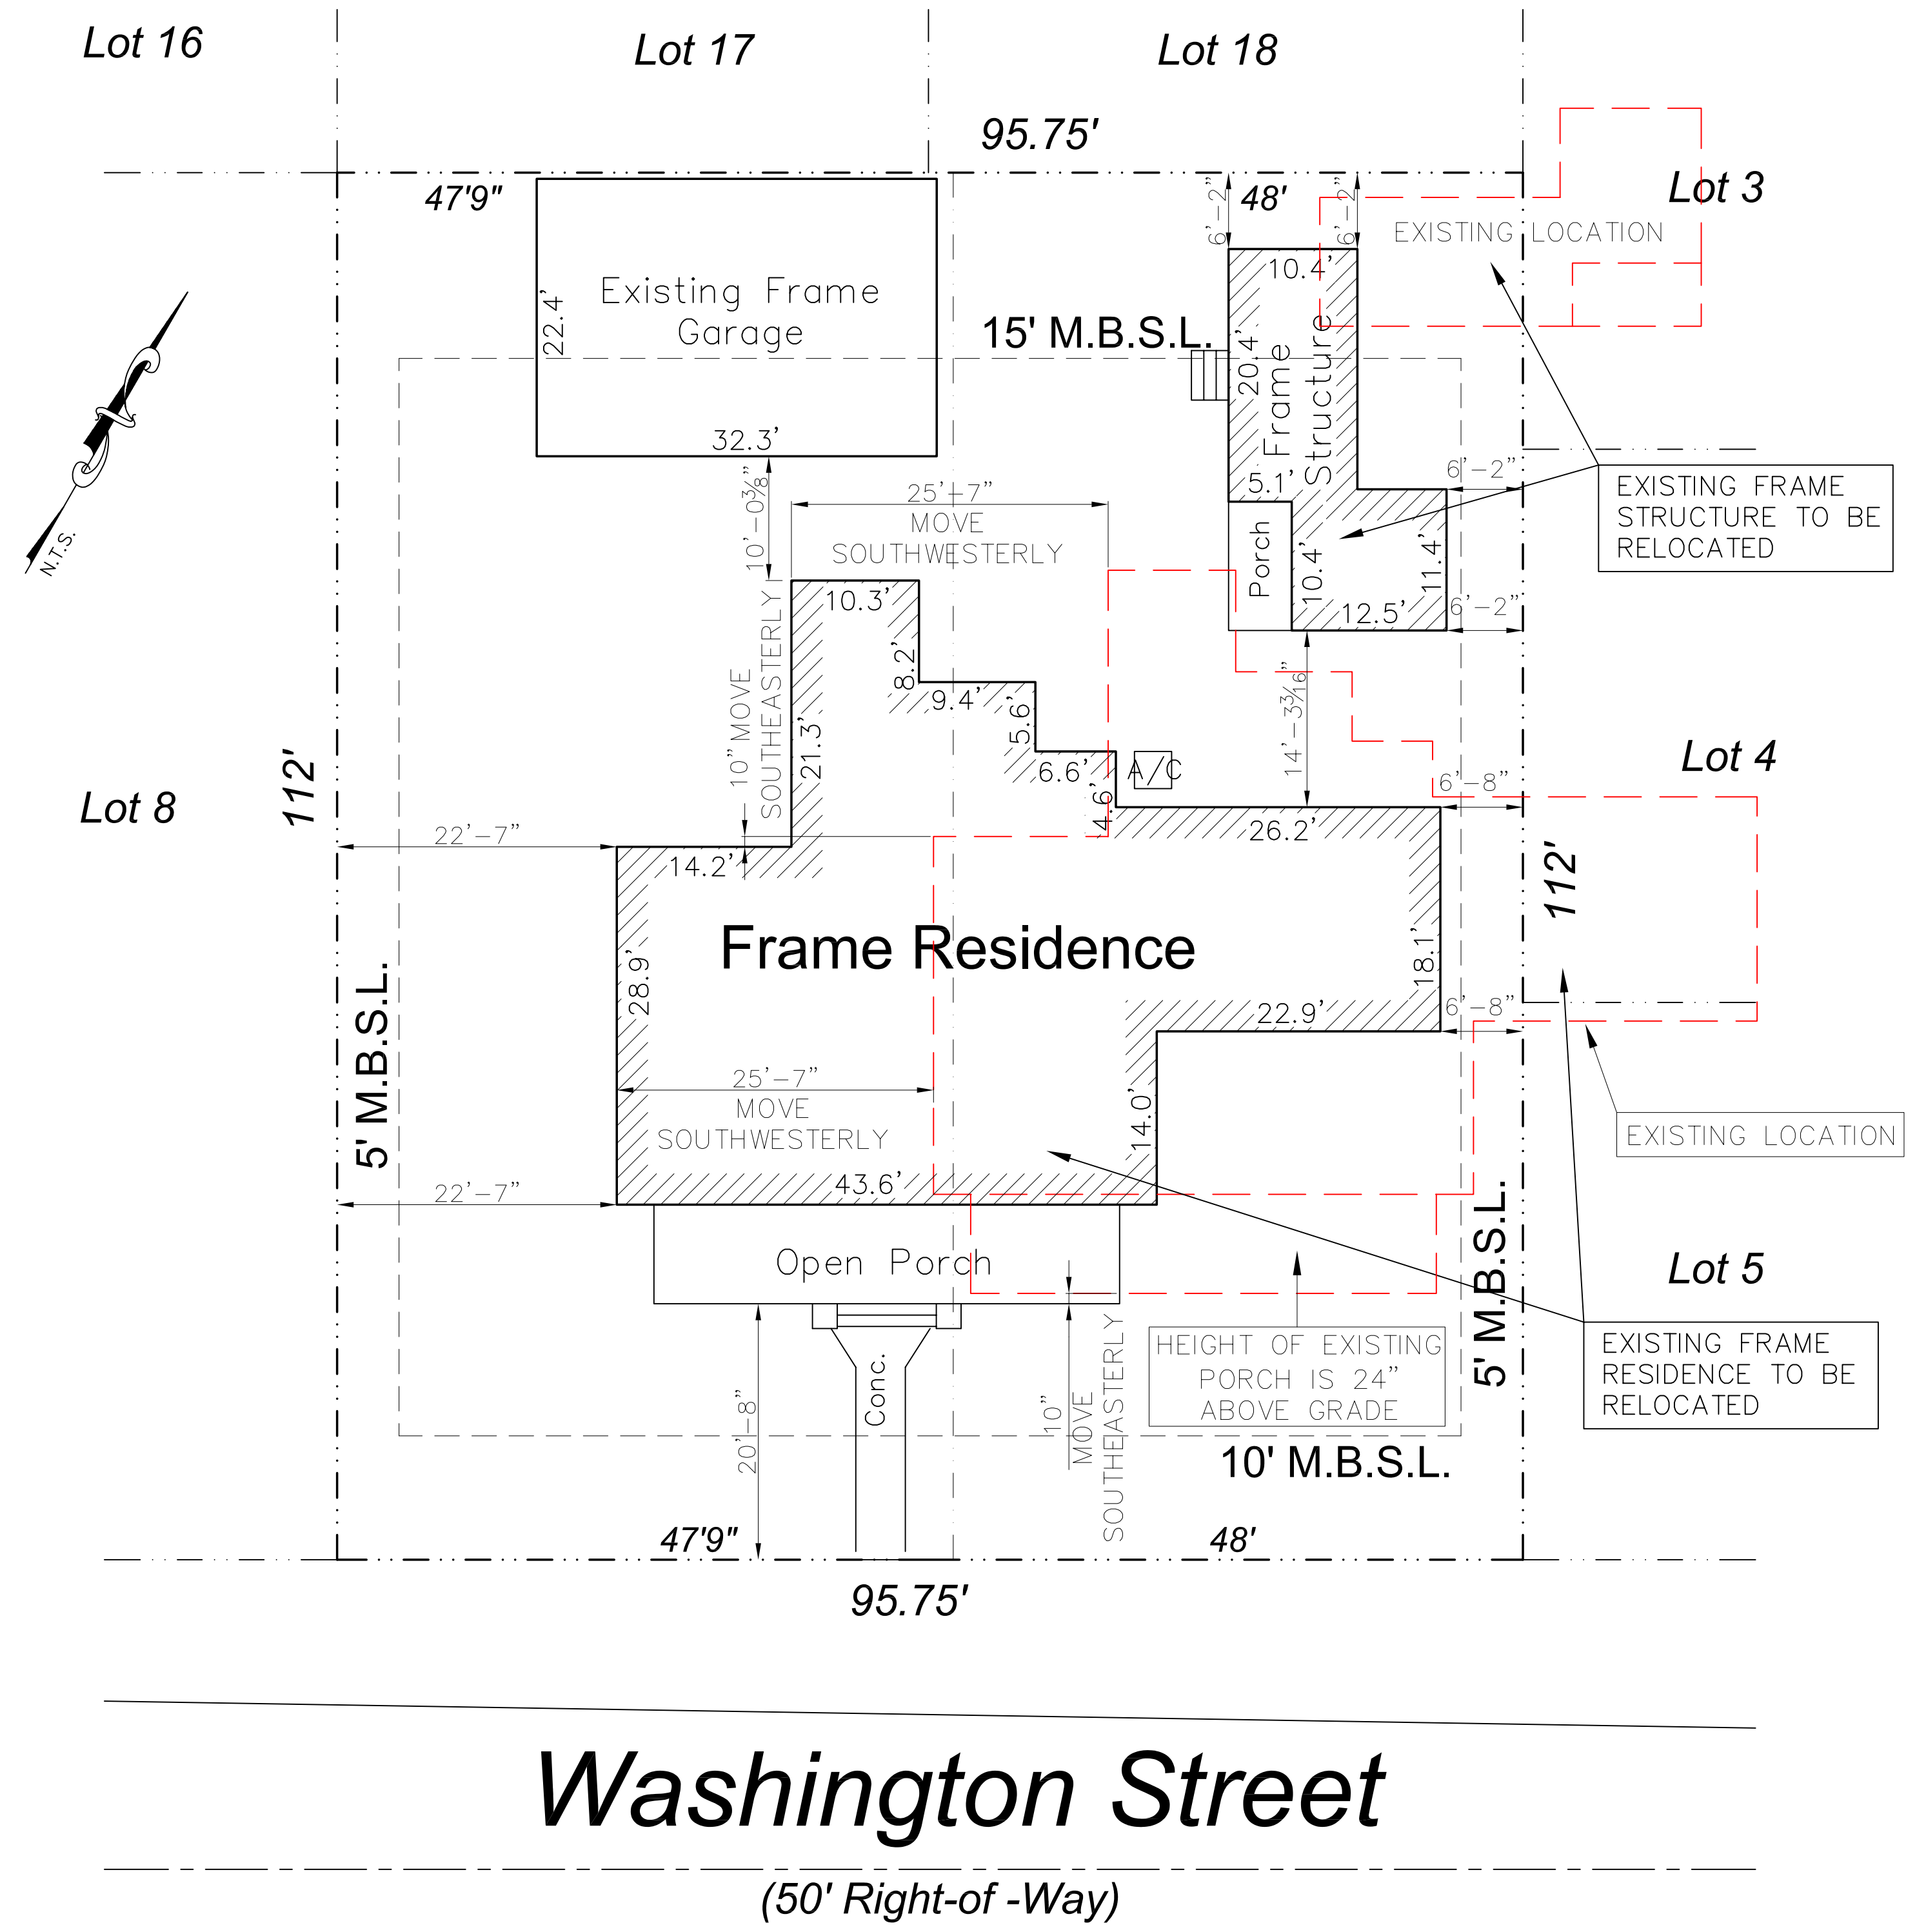 Lot 16
Lot 17
Lot 18
95.75'
47'9"
48'
6'-2"
6'-2"
Lot 3
EXISTING LOCATION
10.4'
Existing Frame
Garage
22.4'
32.3'
15' M.B.S.L.
20.4'
Frame
Structure
N.T.S.
5.1'
6'-2"
EXISTING FRAME
STRUCTURE TO BE
RELOCATED
10'-0⅜"
25'-7"
MOVE
SOUTHWESTERLY
Porch
10.4'
11.4'
12.5'
6'-2"
10.3'
8.2'
9.4'
5.6'
6.6'
A/C
4.6'
10" MOVE
SOUTHEASTERLY
21.3'
14'-3³⁄₁₆"
6'-8"
Lot 4
Lot 8
112'
22'-7"
14.2'
26.2'
112'
Frame Residence
28.9'
18.1'
22.9'
6'-8"
5' M.B.S.L.
25'-7"
MOVE
SOUTHWESTERLY
14.0'
EXISTING LOCATION
22'-7"
43.6'
Open Porch
5' M.B.S.L.
Lot 5
HEIGHT OF EXISTING
PORCH IS 24"
ABOVE GRADE
EXISTING FRAME
RESIDENCE TO BE
RELOCATED
Conc.
20'-8"
10"
MOVE
SOUTHEASTERLY
10' M.B.S.L.
47'9"
48'
95.75'
Washington Street
(50' Right-of -Way)